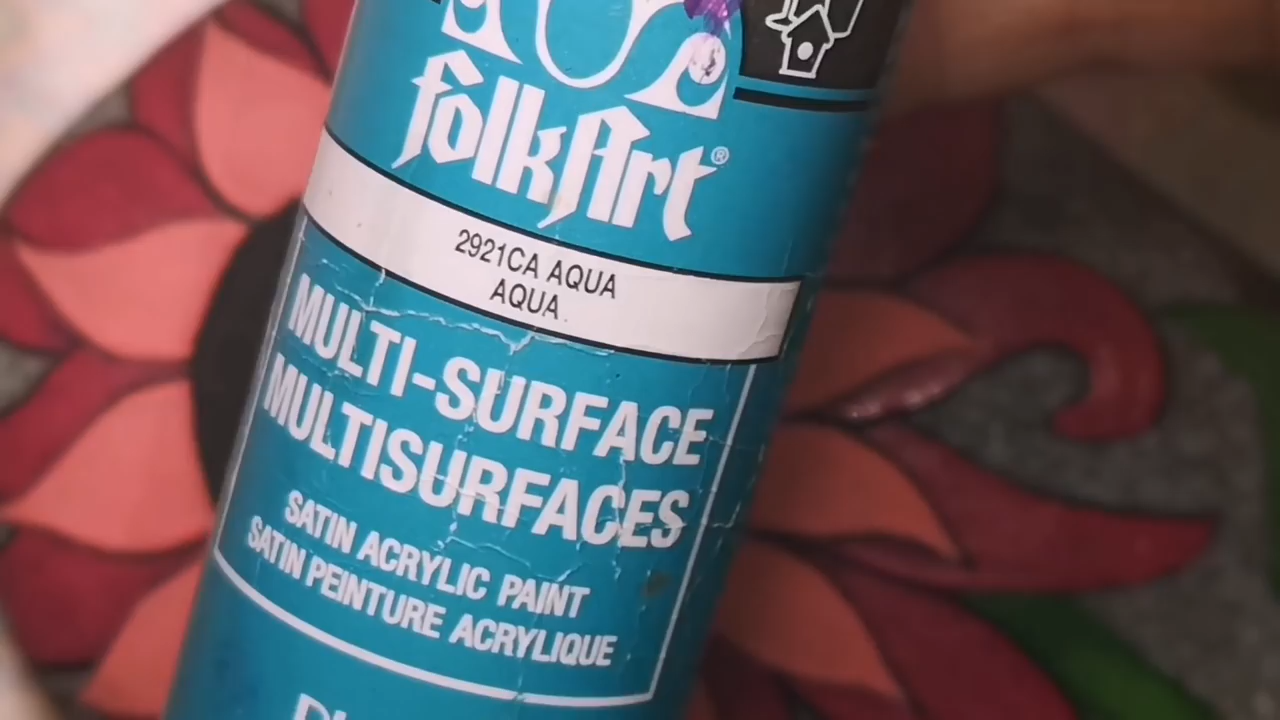 folkArt®
2921CA AQUA
AQUA
MULTI-SURFACE
MULTISURFACES
SATIN ACRYLIC PAINT
SATIN PEINTURE ACRYLIQUE